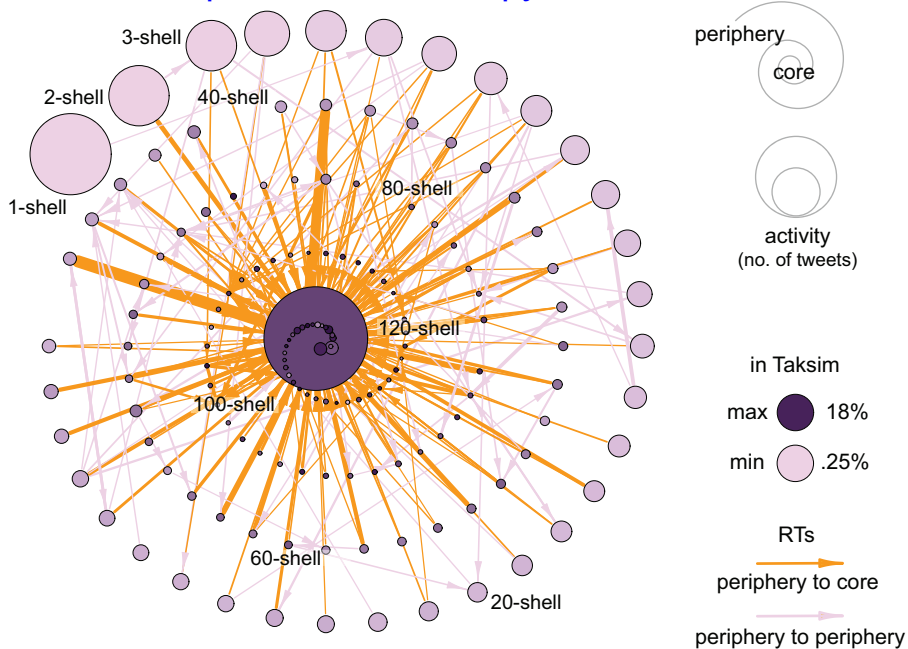 3-shell
2-shell
40-shell
1-shell
80-shell
120-shell
100-shell
60-shell
20-shell
periphery
core
activity
(no. of tweets)
in Taksim
max 18%
min .25%
RTs
periphery to core
periphery to periphery